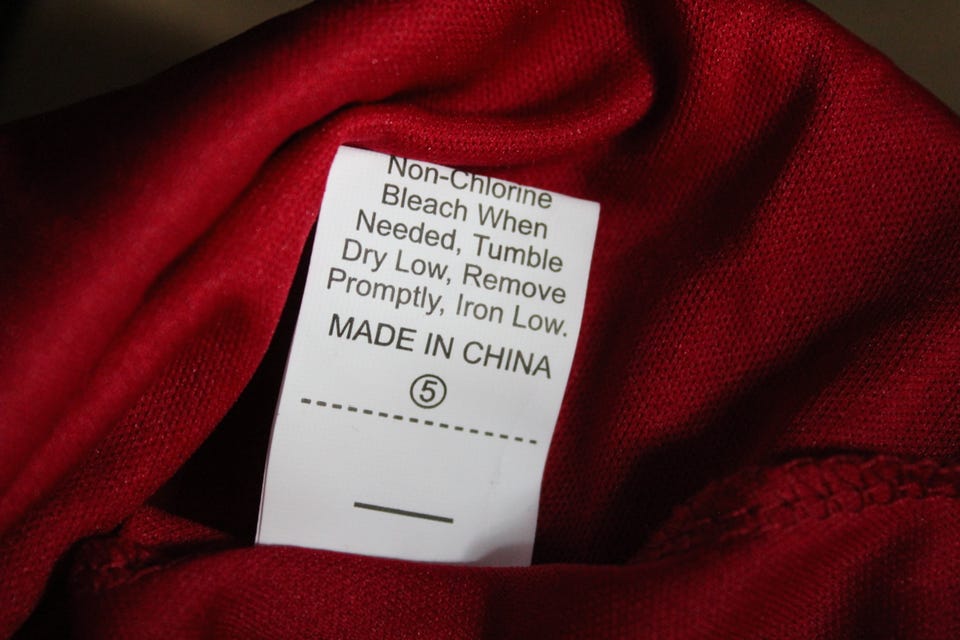 Non-Chlorine
Bleach When
Needed, Tumble
Dry Low, Remove
Promptly, Iron Low.
MADE IN CHINA
⑤